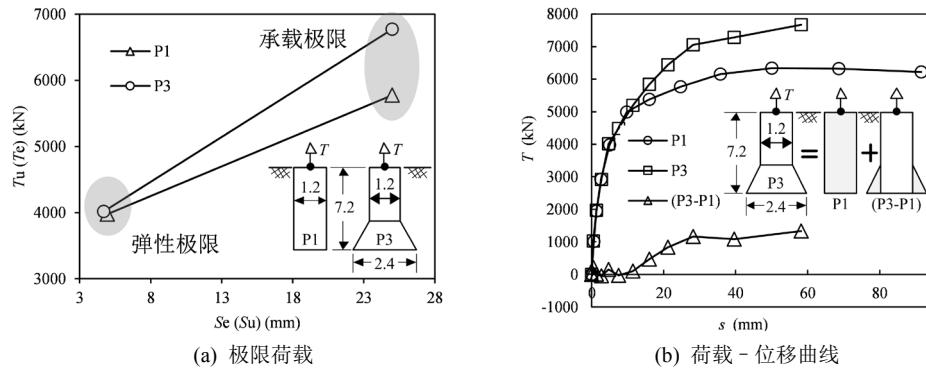 7000
6000
5000
4000
3000
Tu (Te) (kN)
P1
P3
承载极限
弹性极限
T
T
1.2
7.2
1.2
P1
P3
2.4
3
8
13
18
23
28
Se (Su) (mm)
(a) 极限荷载
9000
8000
7000
6000
5000
4000
3000
2000
1000
0
-1000
T (kN)
T
1.2
7.2
=
+
P3
2.4
P1
(P3-P1)
P1
P3
(P3-P1)
0
20
40
60
80
s (mm)
(b) 荷载-位移曲线